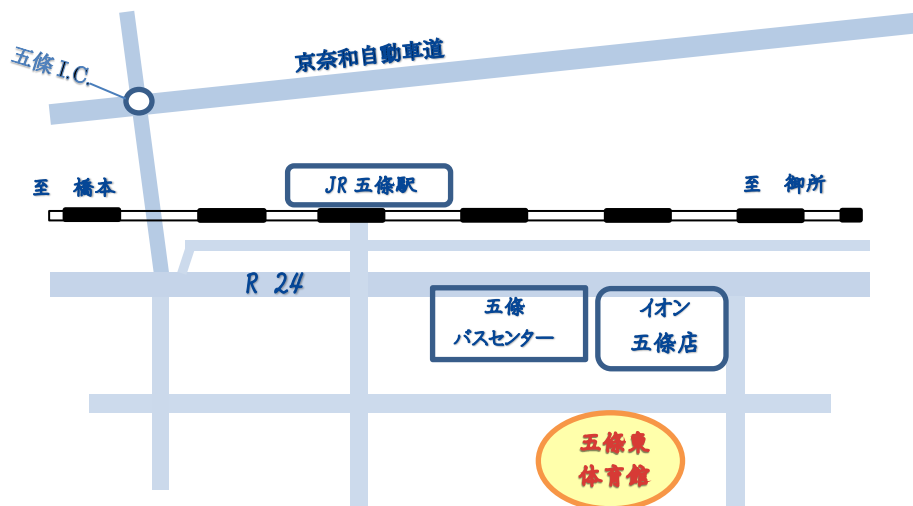 京奈和自動車道
五條 I.C.
JR 五條駅
至 橋本
至 御所
R 24
五條
バスセンター
イオン
五條店
五條東
体育館